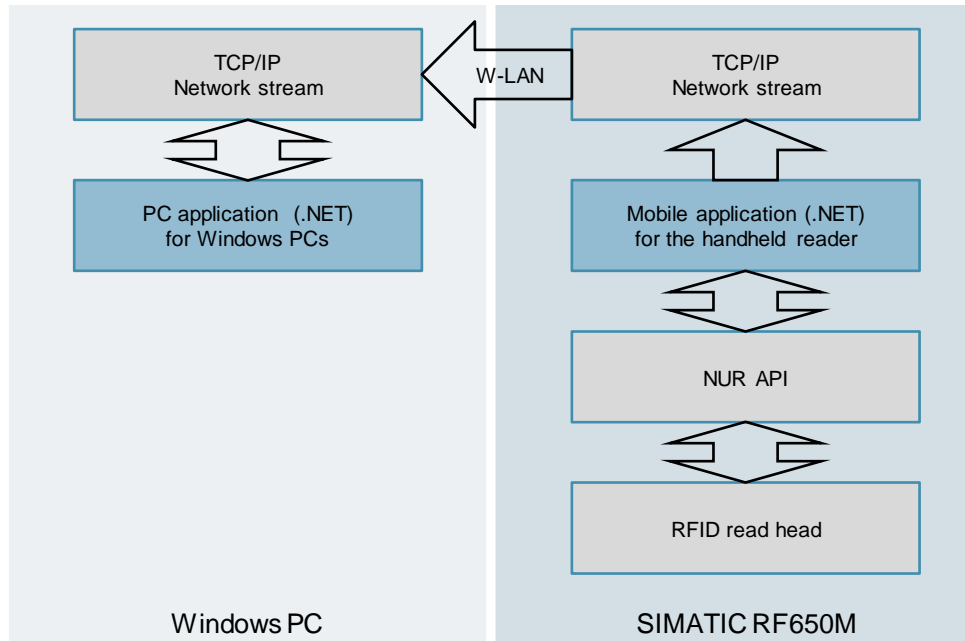 TCP/IP
Network stream
W-LAN
TCP/IP
Network stream
PC application (.NET)
for Windows PCs
Mobile application (.NET)
for the handheld reader
NUR API
RFID read head
Windows PC
SIMATIC RF650M